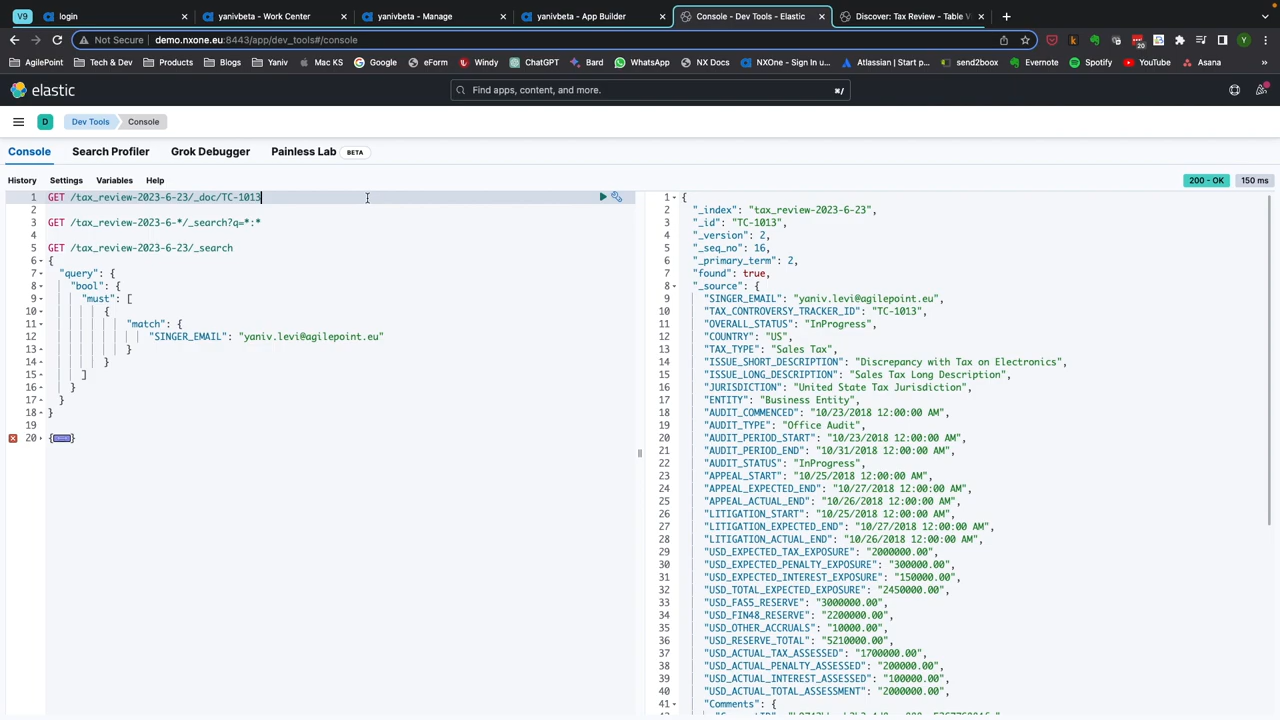 V9 login yanivbeta - Work Center yanivbeta - Manage yanivbeta - App Builder Console - Dev Tools - Elastic Discover: Tax Review - Table V
Not Secure demo.nxone.eu:8443/app/dev_tools#/console 20 Y
AgilePoint Tech & Dev Products Blogs Yaniv Mac KS Google eForm Windy ChatGPT Bard WhatsApp NX Docs NXOne - Sign In u... Atlassian | Start p... send2boox Evernote Spotify YouTube Asana
elastic Find apps, content, and more. ⌘/
D Dev Tools Console
Console Search Profiler Grok Debugger Painless Lab BETA
History Settings Variables Help 200 - OK 150 ms
1 GET /tax_review-2023-6-23/_doc/TC-1013
2
3 GET /tax_review-2023-6-*/_search?q=*:*
4
5 GET /tax_review-2023-6-23/_search
6 {
7 "query": {
8 "bool": {
9 "must": [
10 {
11 "match": {
12 "SINGER_EMAIL": "yaniv.levi@agilepoint.eu"
13 }
14 }
15 ]
16 }
17 }
18 }
19
20 {}
1 {
2 "_index": "tax_review-2023-6-23",
3 "_id": "TC-1013",
4 "_version": 2,
5 "_seq_no": 16,
6 "_primary_term": 2,
7 "found": true,
8 "_source": {
9 "SINGER_EMAIL": "yaniv.levi@agilepoint.eu",
10 "TAX_CONTROVERSY_TRACKER_ID": "TC-1013",
11 "OVERALL_STATUS": "InProgress",
12 "COUNTRY": "US",
13 "TAX_TYPE": "Sales Tax",
14 "ISSUE_SHORT_DESCRIPTION": "Discrepancy with Tax on Electronics",
15 "ISSUE_LONG_DESCRIPTION": "Sales Tax Long Description",
16 "JURISDICTION": "United State Tax Jurisdiction",
17 "ENTITY": "Business Entity",
18 "AUDIT_COMMENCED": "10/23/2018 12:00:00 AM",
19 "AUDIT_TYPE": "Office Audit",
20 "AUDIT_PERIOD_START": "10/23/2018 12:00:00 AM",
21 "AUDIT_PERIOD_END": "10/31/2018 12:00:00 AM",
22 "AUDIT_STATUS": "InProgress",
23 "APPEAL_START": "10/25/2018 12:00:00 AM",
24 "APPEAL_EXPECTED_END": "10/27/2018 12:00:00 AM",
25 "APPEAL_ACTUAL_END": "10/26/2018 12:00:00 AM",
26 "LITIGATION_START": "10/25/2018 12:00:00 AM",
27 "LITIGATION_EXPECTED_END": "10/27/2018 12:00:00 AM",
28 "LITIGATION_ACTUAL_END": "10/26/2018 12:00:00 AM",
29 "USD_EXPECTED_TAX_EXPOSURE": "2000000.00",
30 "USD_EXPECTED_PENALTY_EXPOSURE": "300000.00",
31 "USD_EXPECTED_INTEREST_EXPOSURE": "150000.00",
32 "USD_TOTAL_EXPECTED_EXPOSURE": "2450000.00",
33 "USD_FAS5_RESERVE": "3000000.00",
34 "USD_FIN48_RESERVE": "2200000.00",
35 "USD_OTHER_ACCRUALS": "10000.00",
36 "USD_RESERVE_TOTAL": "5210000.00",
37 "USD_ACTUAL_TAX_ASSESSED": "1700000.00",
38 "USD_ACTUAL_PENALTY_ASSESSED": "200000.00",
39 "USD_ACTUAL_INTEREST_ASSESSED": "100000.00",
40 "USD_ACTUAL_TOTAL_ASSESSMENT": "2000000.00",
41 "Comments": {